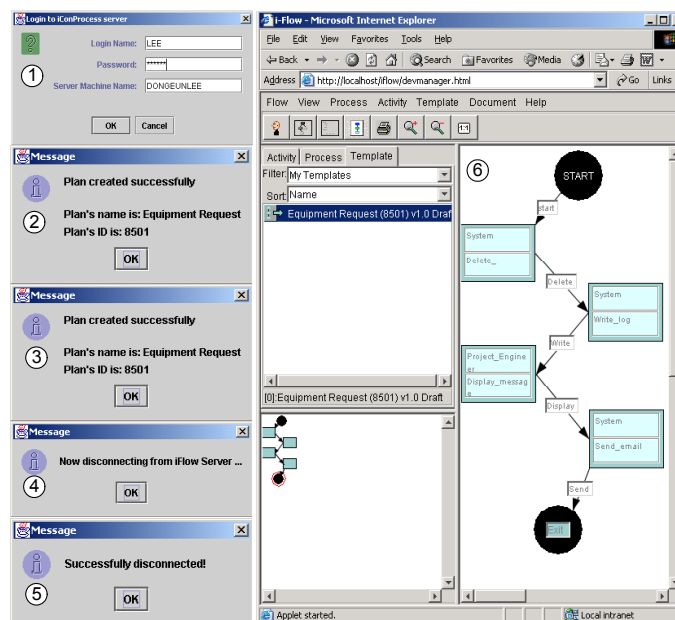 Login to iConProcess server
Login Name: LEE
①
Password: ******
Server Machine Name: DONGEUNLEE
OK Cancel
Message
Plan created successfully
②
Plan's name is: Equipment Request
Plan's ID is: 8501
OK
Message
Plan created successfully
③
Plan's name is: Equipment Request
Plan's ID is: 8501
OK
Message
Now disconnecting from iFlow Server ...
④
OK
Message
Successfully disconnected!
⑤
OK
i-Flow - Microsoft Internet Explorer
File Edit View Favorites Tools Help
Back Search Favorites Media
Address http://localhost/iflow/devmanager.html Go Links
Flow View Process Activity Template Document Help
1:1
Activity Process Template
Filter: My Templates
Sort: Name
Equipment Request (8501) v1.0 Draf
[0]:Equipment Request (8501) v1.0 Draft
⑥
START
start
System
Delete_
Delete
System
Write_log
Write
Project_Engine
er
Display_messag
e
Display
System
Send_email
Send
Exit
Applet started. Local intranet